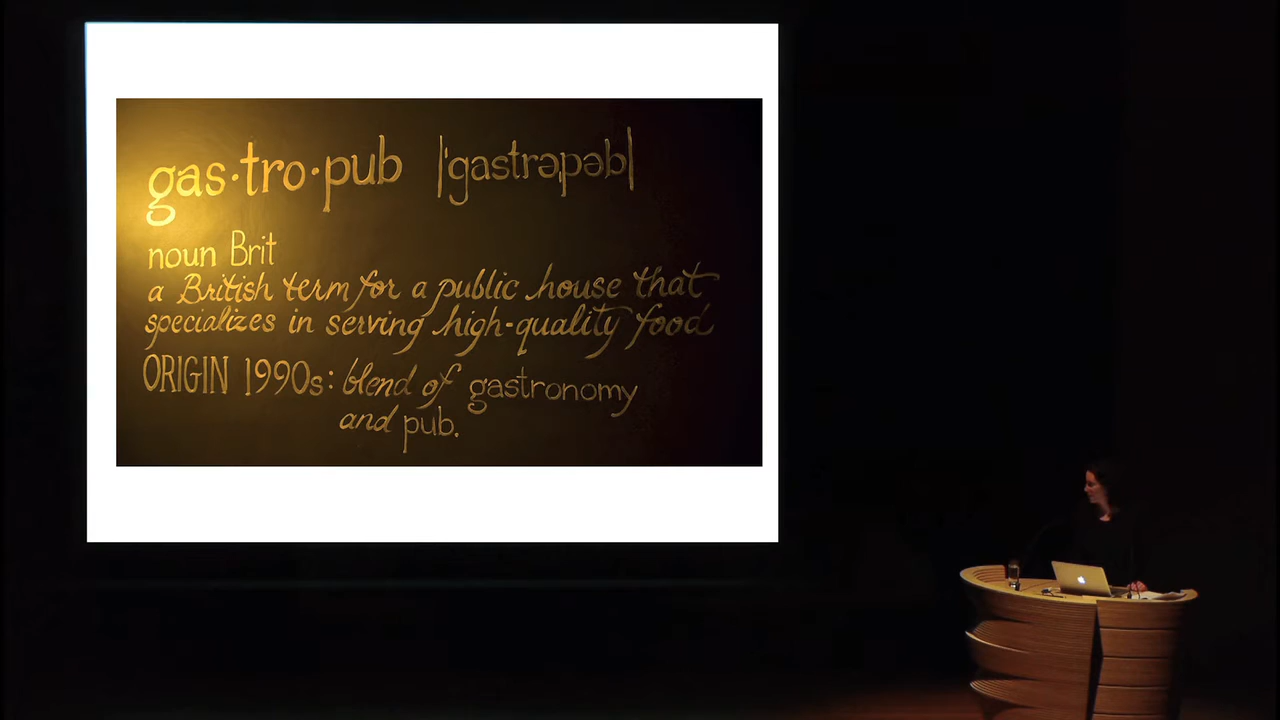 gas·tro·pub |ˈgastrəpəb|
noun Brit
a British term for a public house that
specializes in serving high-quality food
ORIGIN 1990s: blend of gastronomy
and pub.